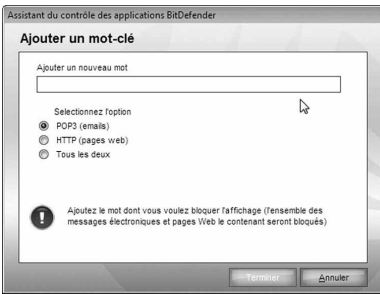 Assistant du contrôle des applications BitDefender
Ajouter un mot-clé
Ajouter un nouveau mot
Selectionnez l'option
POP3 (emails)
HTTP (pages web)
Tous les deux
Ajoutez le mot dont vous voulez bloquer l'affichage (l'ensemble des
messages électroniques et pages Web le contenant seront bloqués)
Terminer
Annuler